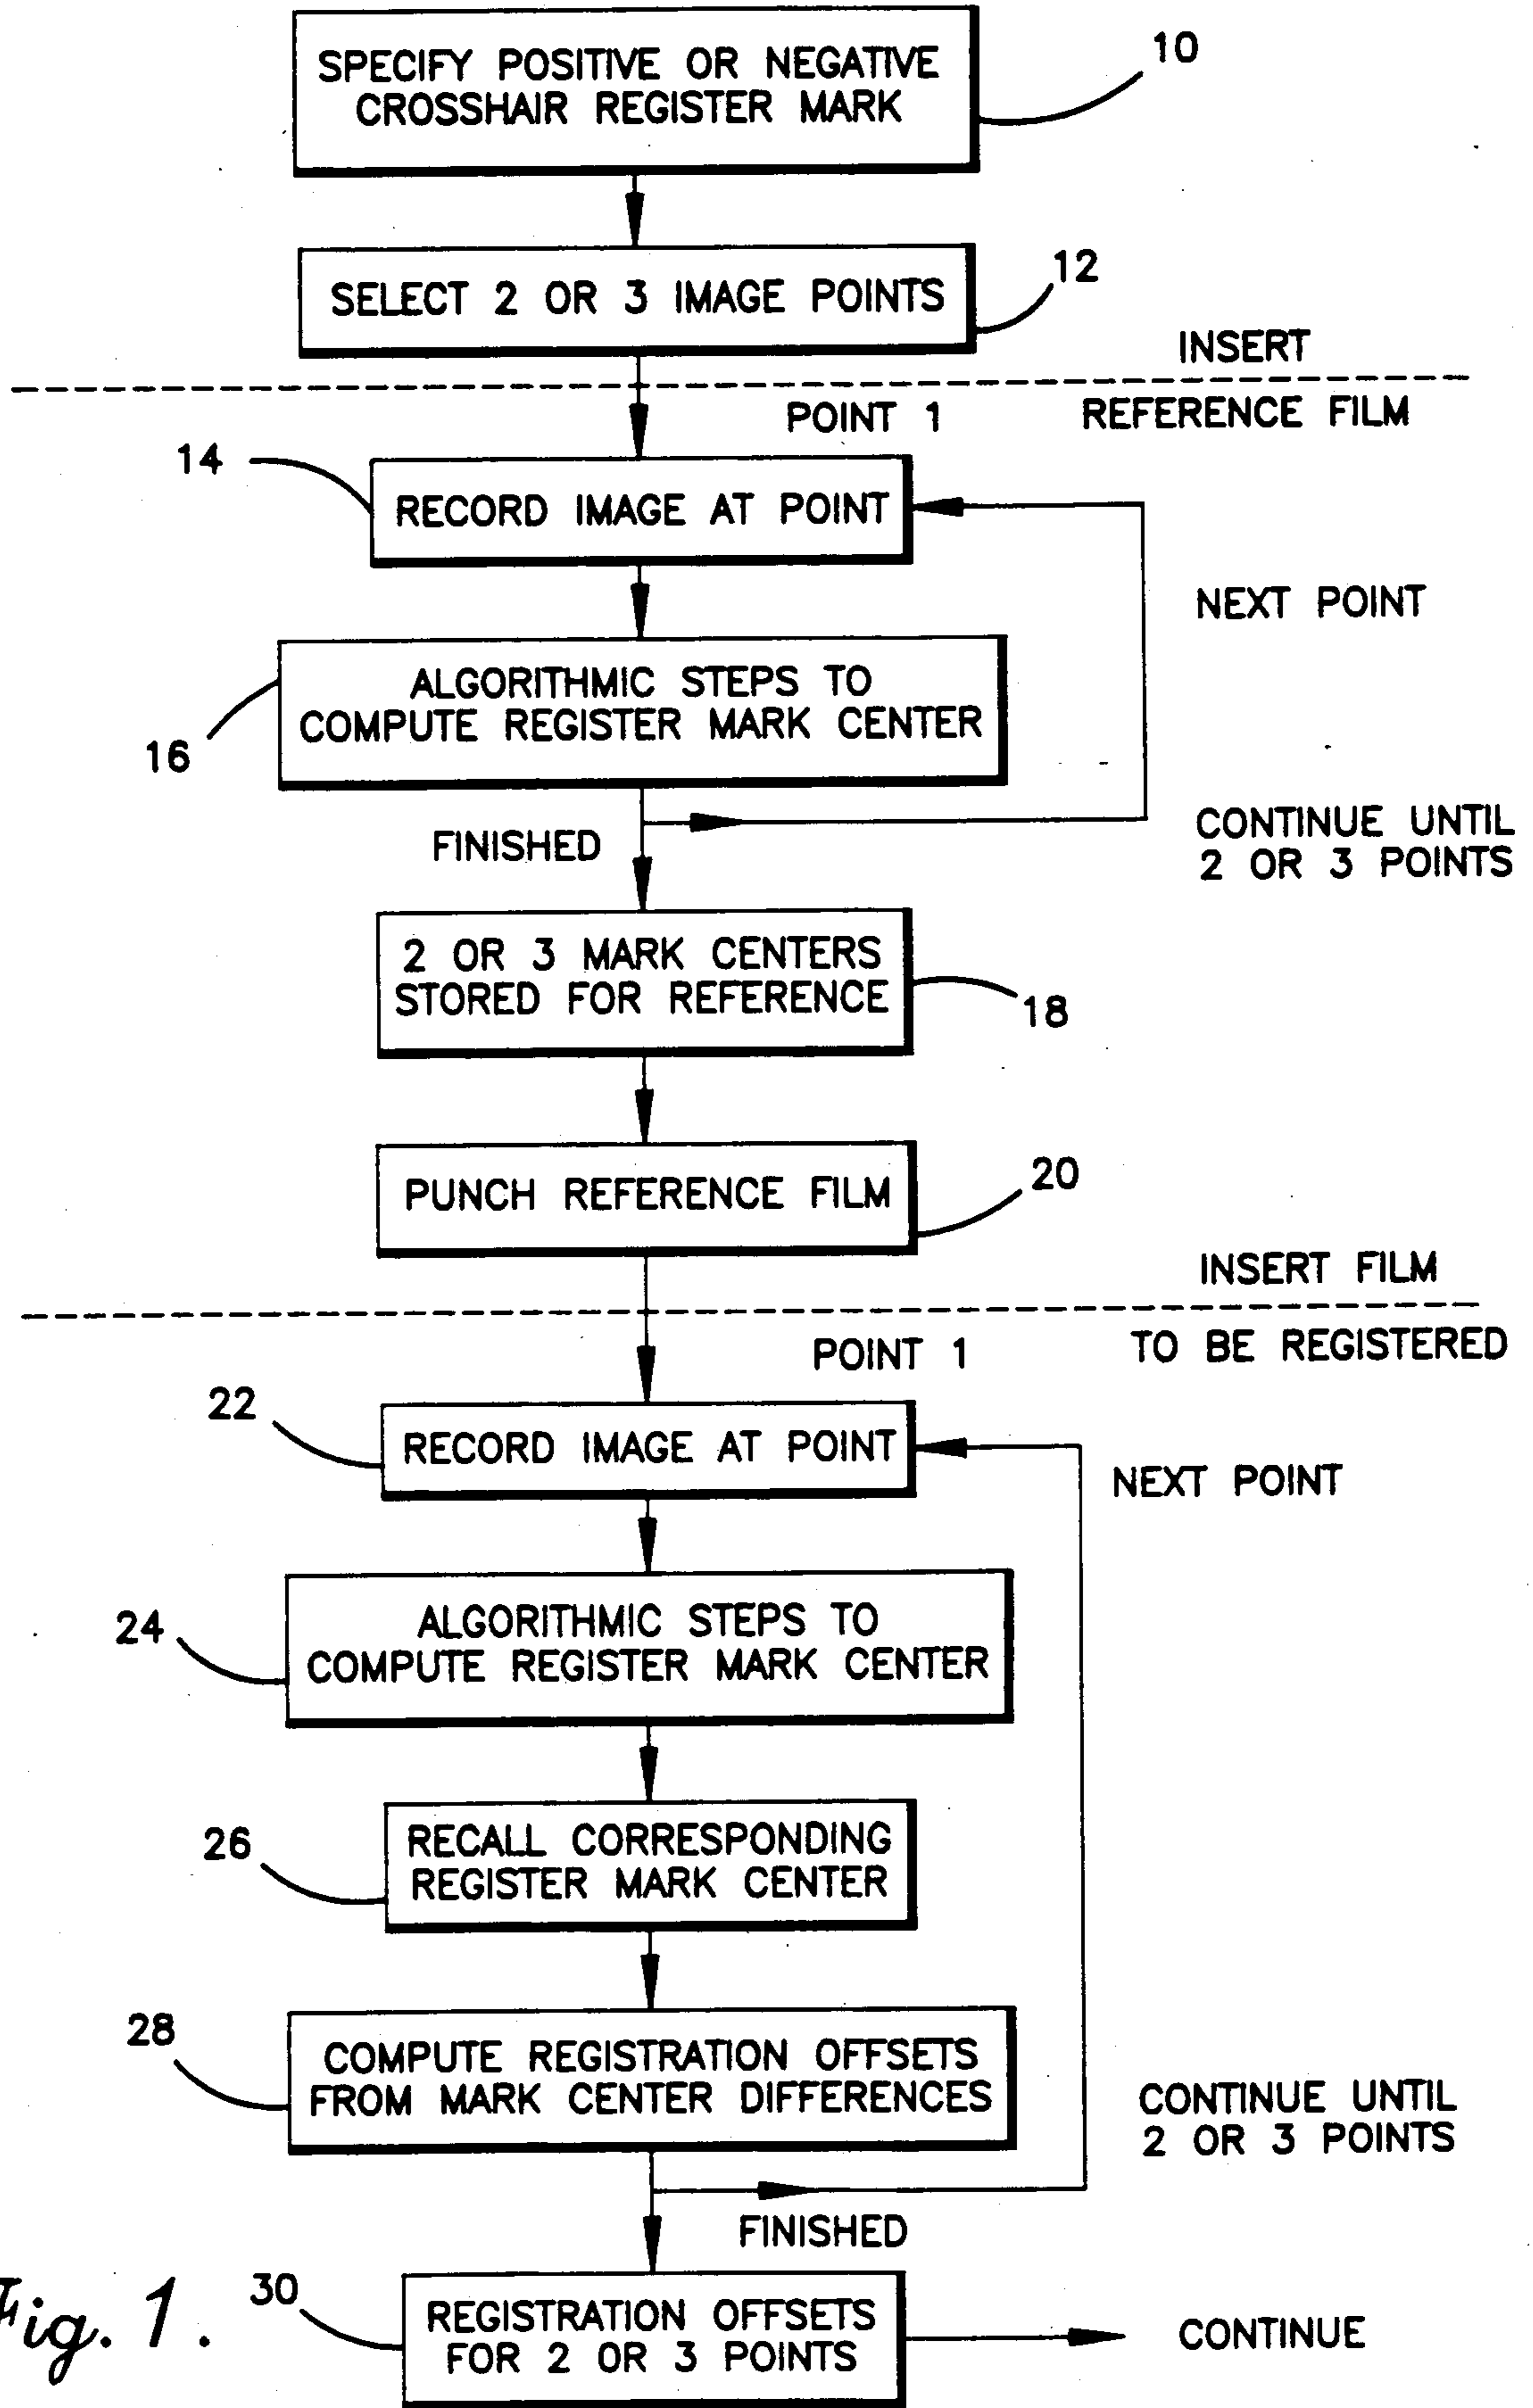 SPECIFY POSITIVE OR NEGATIVE
CROSSHAIR REGISTER MARK
10
SELECT 2 OR 3 IMAGE POINTS
12
INSERT
POINT 1
REFERENCE FILM
14
RECORD IMAGE AT POINT
NEXT POINT
ALGORITHMIC STEPS TO
COMPUTE REGISTER MARK CENTER
16
FINISHED
CONTINUE UNTIL
2 OR 3 POINTS
2 OR 3 MARK CENTERS
STORED FOR REFERENCE
18
PUNCH REFERENCE FILM
20
INSERT FILM
POINT 1
TO BE REGISTERED
22
RECORD IMAGE AT POINT
NEXT POINT
24
ALGORITHMIC STEPS TO
COMPUTE REGISTER MARK CENTER
26
RECALL CORRESPONDING
REGISTER MARK CENTER
28
COMPUTE REGISTRATION OFFSETS
FROM MARK CENTER DIFFERENCES
CONTINUE UNTIL
2 OR 3 POINTS
FINISHED
Fig. 1.
30
REGISTRATION OFFSETS
FOR 2 OR 3 POINTS
CONTINUE